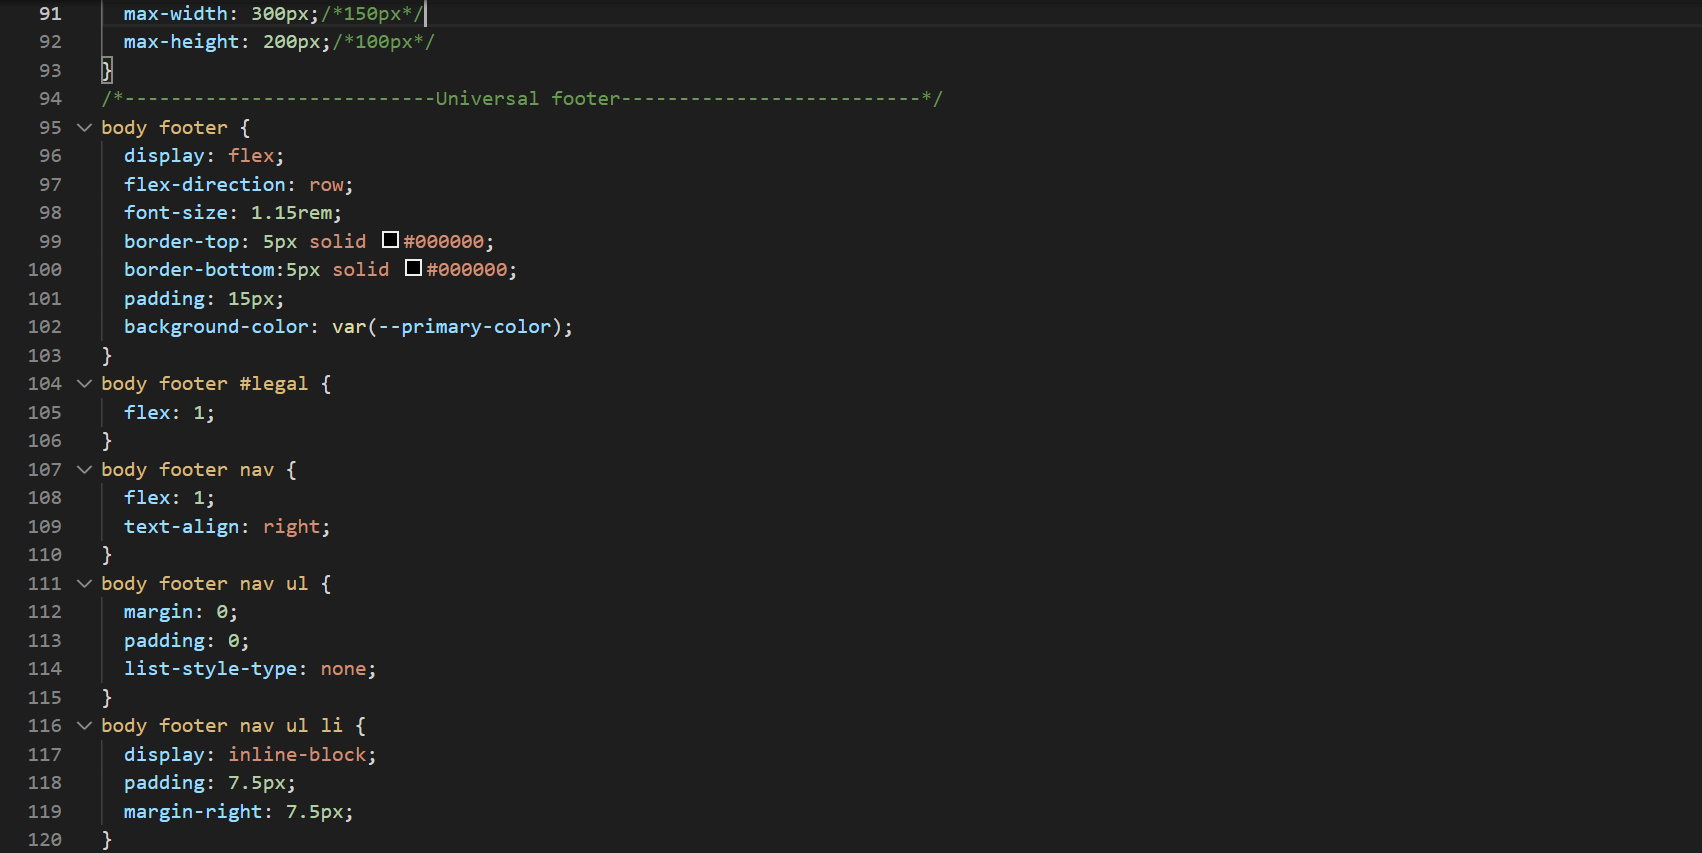 91 max-width: 300px;/*150px*/
92 max-height: 200px;/*100px*/
93 }
94 /*---------------------------Universal footer--------------------------*/
95 body footer {
96 display: flex;
97 flex-direction: row;
98 font-size: 1.15rem;
99 border-top: 5px solid #000000;
100 border-bottom:5px solid #000000;
101 padding: 15px;
102 background-color: var(--primary-color);
103 }
104 body footer #legal {
105 flex: 1;
106 }
107 body footer nav {
108 flex: 1;
109 text-align: right;
110 }
111 body footer nav ul {
112 margin: 0;
113 padding: 0;
114 list-style-type: none;
115 }
116 body footer nav ul li {
117 display: inline-block;
118 padding: 7.5px;
119 margin-right: 7.5px;
120 }